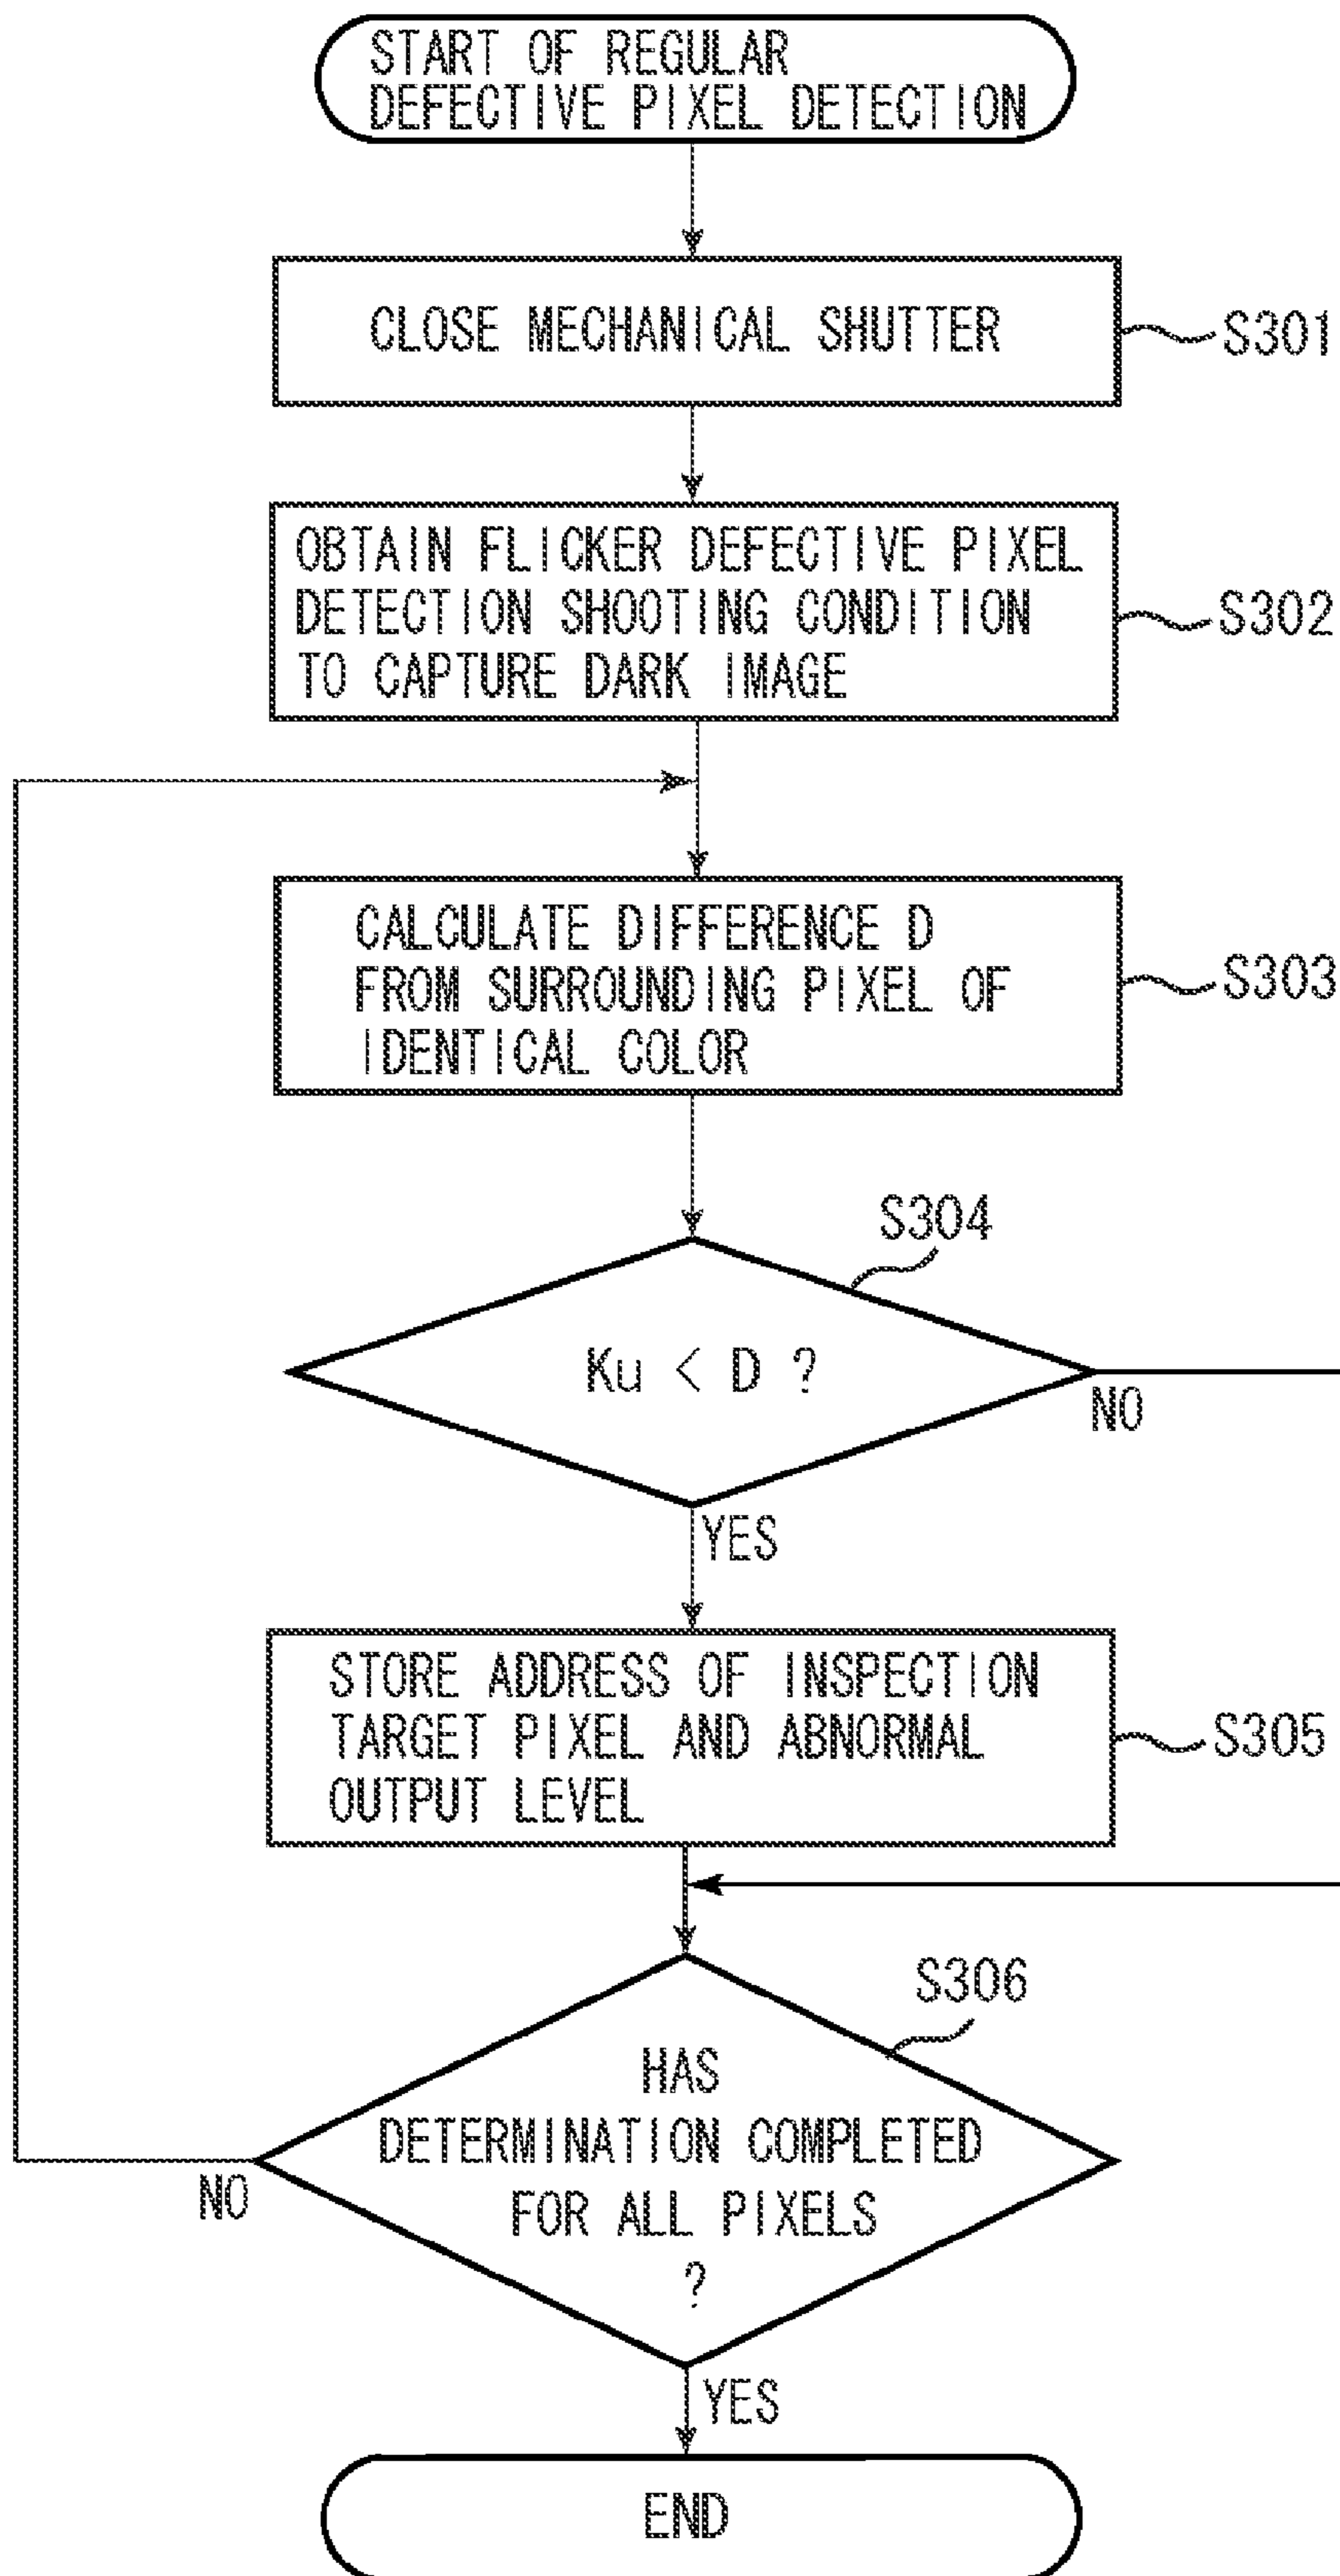 START OF REGULAR
DEFECTIVE PIXEL DETECTION
CLOSE MECHANICAL SHUTTER
S301
OBTAIN FLICKER DEFECTIVE PIXEL
DETECTION SHOOTING CONDITION
TO CAPTURE DARK IMAGE
S302
CALCULATE DIFFERENCE D
FROM SURROUNDING PIXEL OF
IDENTICAL COLOR
S303
S304
Ku < D ?
NO
YES
STORE ADDRESS OF INSPECTION
TARGET PIXEL AND ABNORMAL
OUTPUT LEVEL
S305
S306
HAS
DETERMINATION COMPLETED
FOR ALL PIXELS
?
NO
YES
END